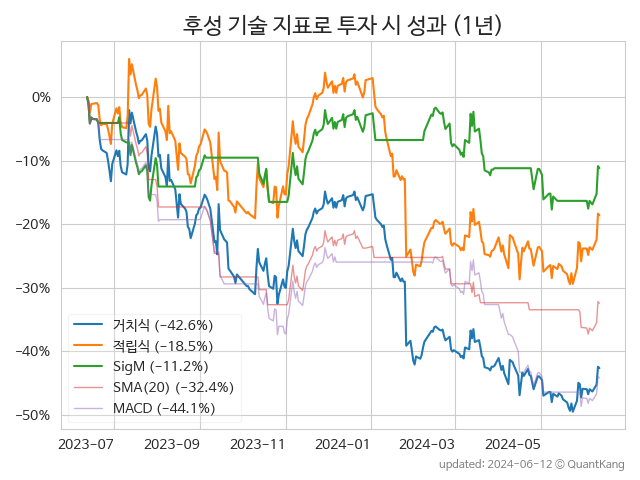 후성 기술 지표로 투자 시 성과 (1년)
0%
−10%
−20%
−30%
−40%
−50%
거치식 (−42.6%)
적립식 (−18.5%)
SigM (−11.2%)
SMA(20) (−32.4%)
MACD (−44.1%)
2023-07 2023-09 2023-11 2024-01 2024-03 2024-05
updated: 2024-06-12 © QuantKang